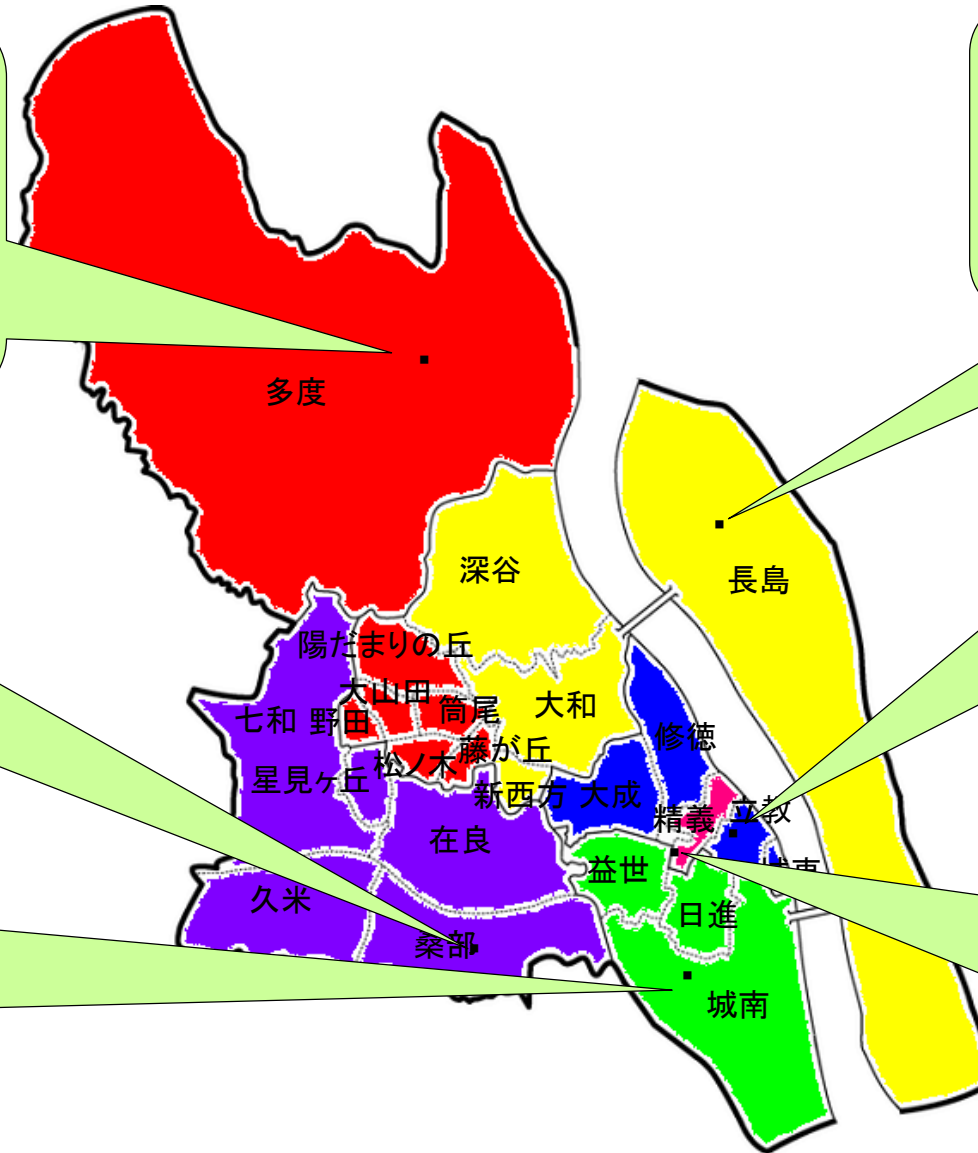 多度
深谷
長島
陽だまりの丘
大山田
七和
野田
筒尾
大和
修徳
藤が丘
松ノ木
星見ヶ丘
新西方
大成
精義
立教
在良
益世
城東
久米
日進
桑部
城南